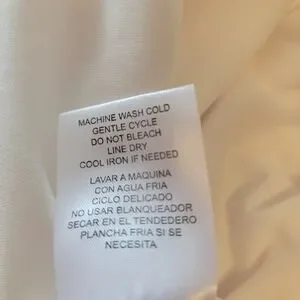 MACHINE WASH COLD
GENTLE CYCLE
DO NOT BLEACH
LINE DRY
COOL IRON IF NEEDED
LAVAR A MAQUINA
CON AGUA FRIA
CICLO DELICADO
NO USAR BLANQUEADOR
SECAR EN EL TENDEDERO
PLANCHA FRIA SI SE
NECESITA